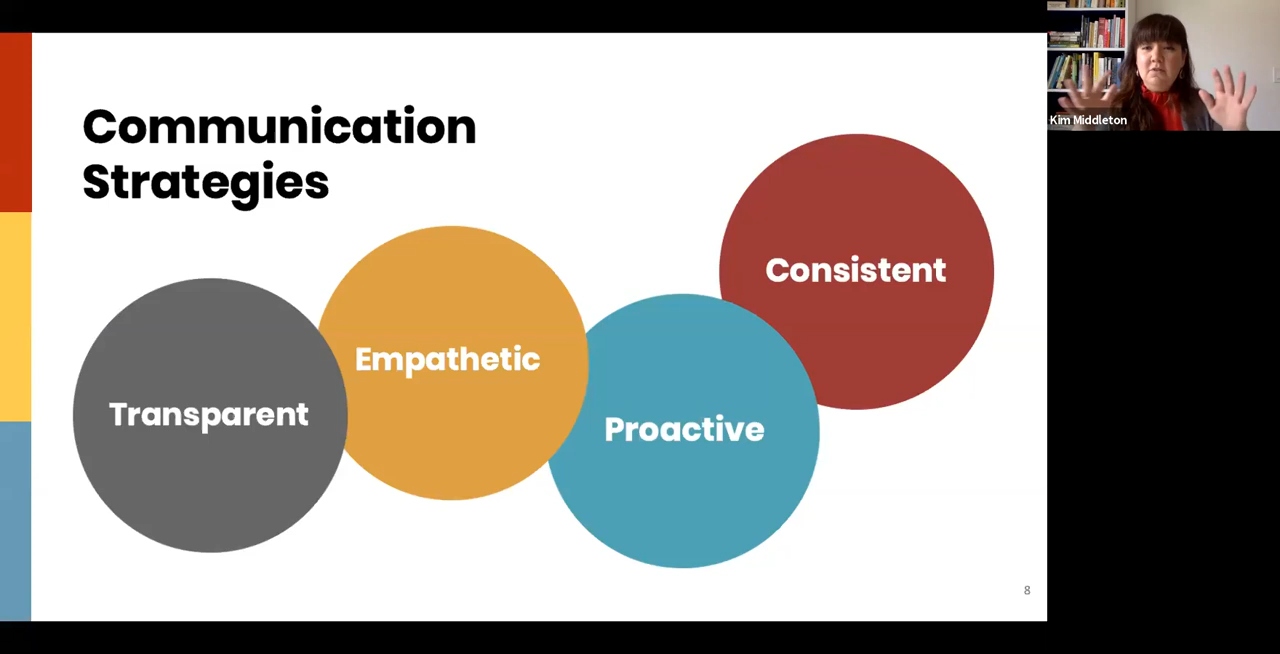 Communication
Strategies
Transparent
Empathetic
Proactive
Consistent
8
Kim Middleton